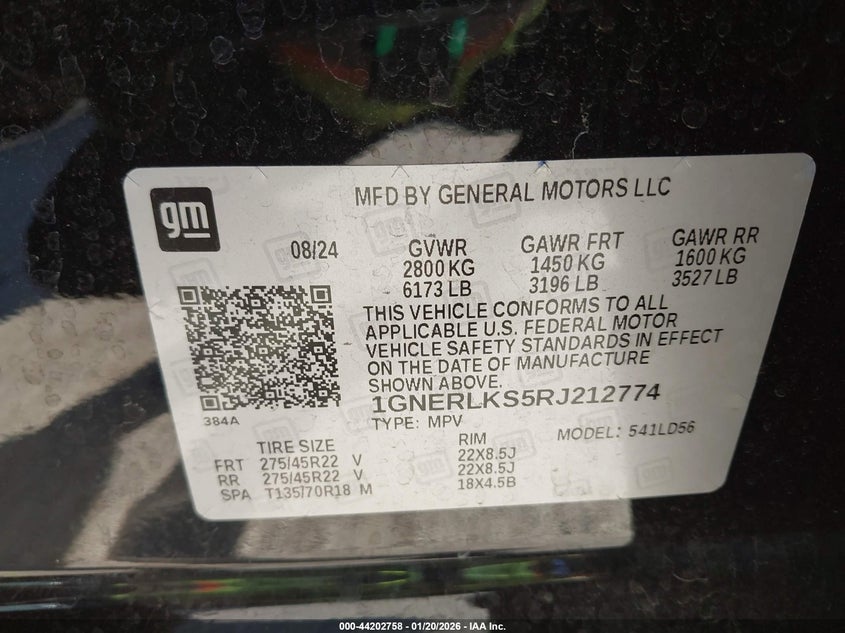 gm
MFD BY GENERAL MOTORS LLC
08/24
GVWR
2800 KG
6173 LB
GAWR FRT
1450 KG
3196 LB
GAWR RR
1600 KG
3527 LB
THIS VEHICLE CONFORMS TO ALL
APPLICABLE U.S. FEDERAL MOTOR
VEHICLE SAFETY STANDARDS IN EFFECT
ON THE DATE OF MANUFACTURE
SHOWN ABOVE.
384A
1GNERLKS5RJ212774
TYPE: MPV
MODEL: 541LD56
TIRE SIZE
RIM
FRT 275/45R22 V 22X8.5J
RR 275/45R22 V 22X8.5J
SPA T135/70R18 M 18X4.5B
000-44202758 - 01/20/2026 - IAA Inc.